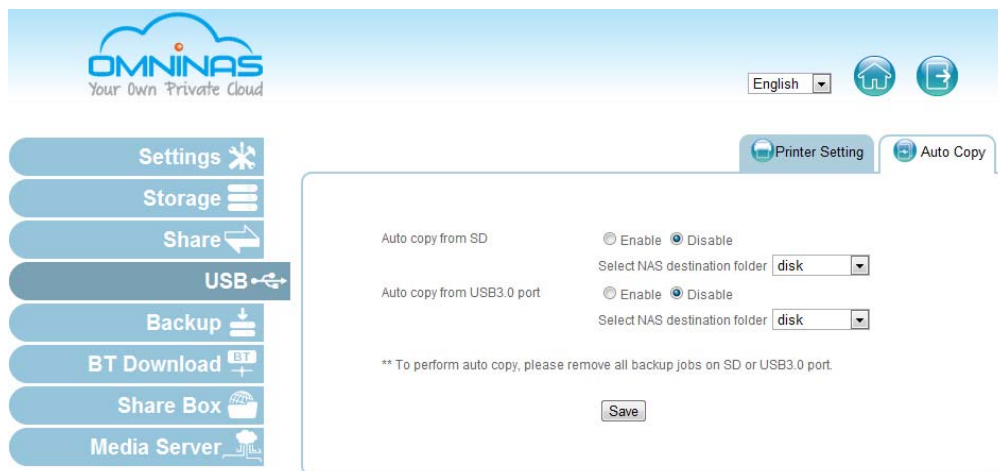 OMNINAS
Your Own Private Cloud
English
Settings
Storage
Share
USB
Backup
BT Download BT
Share Box
Media Server
Printer Setting
Auto Copy
Auto copy from SD
Enable Disable
Select NAS destination folder disk
Auto copy from USB3.0 port
Enable Disable
Select NAS destination folder disk
** To perform auto copy, please remove all backup jobs on SD or USB3.0 port.
Save